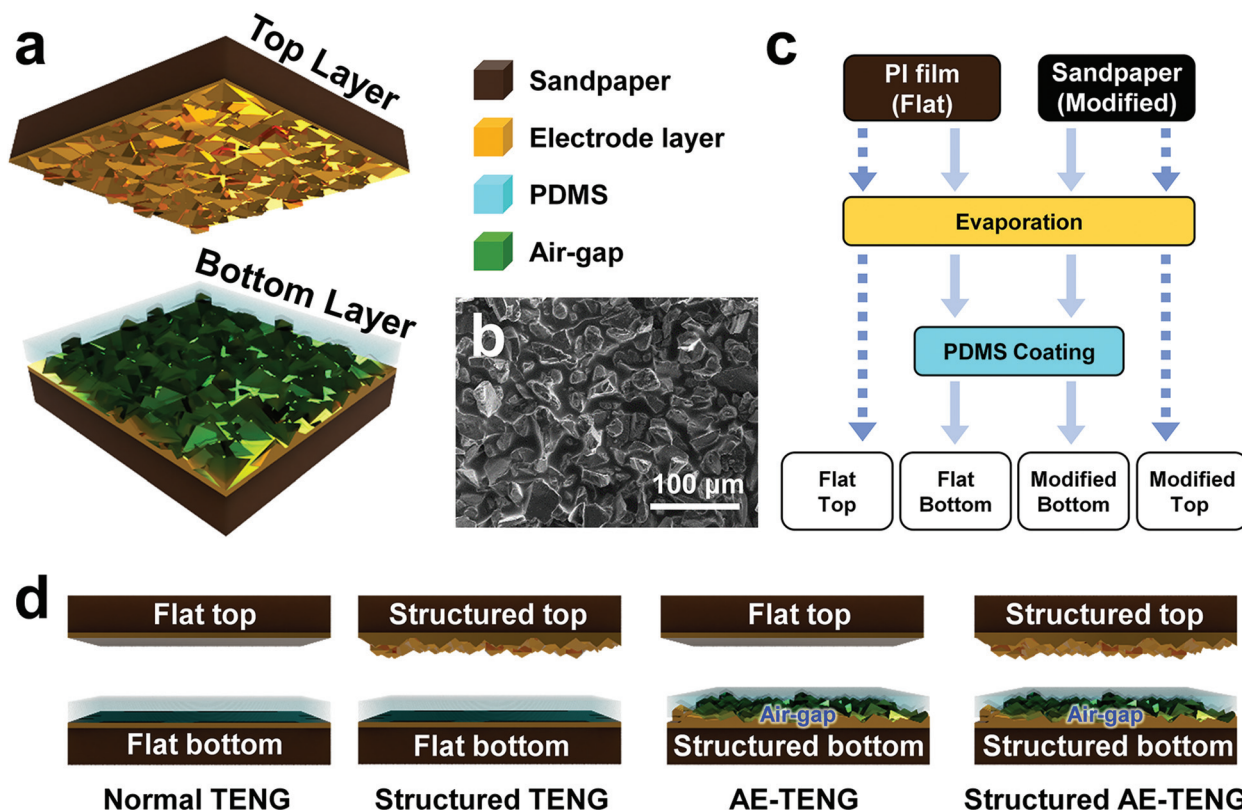 a
Top Layer
Bottom Layer
Sandpaper
Electrode layer
PDMS
Air-gap
b
100 µm
c
PI film
(Flat)
Sandpaper
(Modified)
Evaporation
PDMS Coating
Flat
Top
Flat
Bottom
Modified
Bottom
Modified
Top
d
Flat top
Flat bottom
Normal TENG
Structured top
Flat bottom
Structured TENG
Flat top
Air-gap
Structured bottom
AE-TENG
Structured top
Air-gap
Structured bottom
Structured AE-TENG